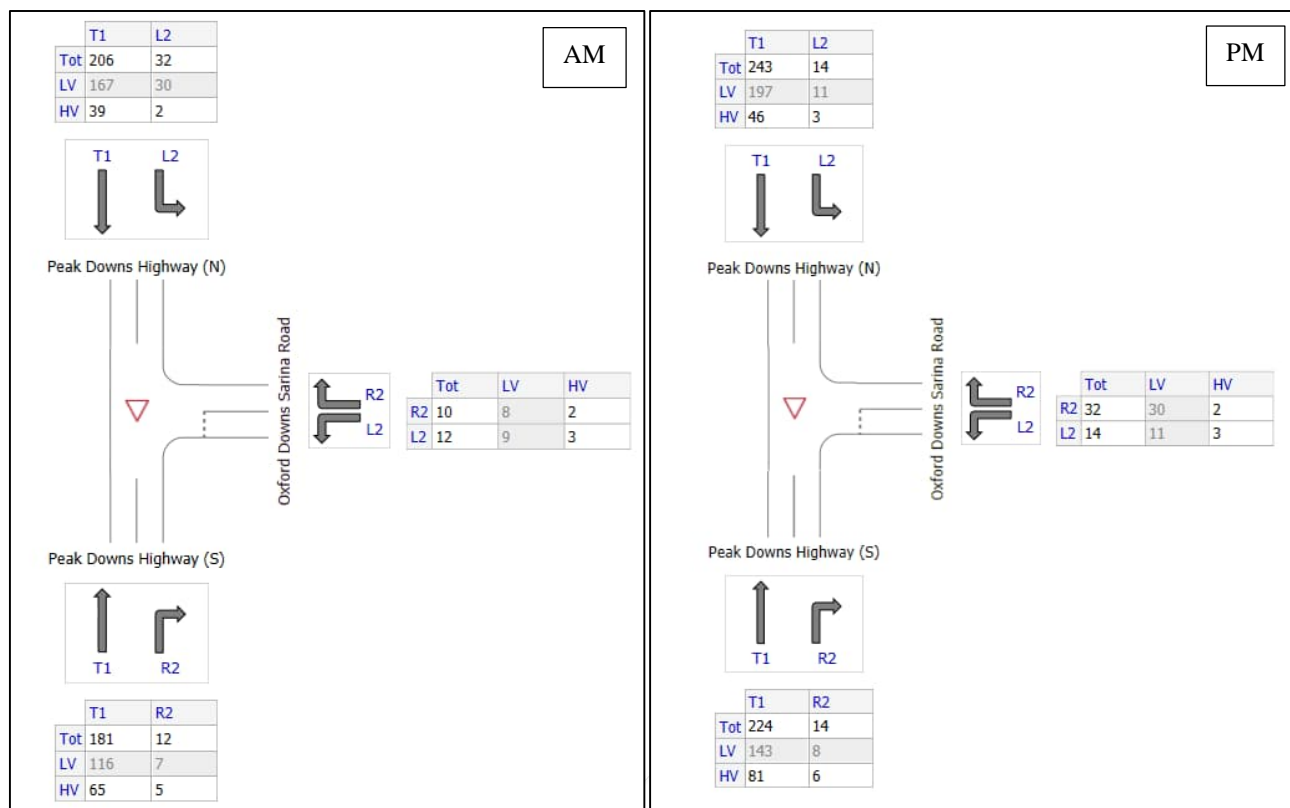 AM
T1 L2
Tot 206 32
LV 167 30
HV 39 2
T1 L2
Peak Downs Highway (N)
Oxford Downs Sarina Road
R2
L2
Tot LV HV
R2 10 8 2
L2 12 9 3
Peak Downs Highway (S)
T1 R2
T1 R2
Tot 181 12
LV 116 7
HV 65 5
PM
T1 L2
Tot 243 14
LV 197 11
HV 46 3
T1 L2
Peak Downs Highway (N)
Oxford Downs Sarina Road
R2
L2
Tot LV HV
R2 32 30 2
L2 14 11 3
Peak Downs Highway (S)
T1 R2
T1 R2
Tot 224 14
LV 143 8
HV 81 6